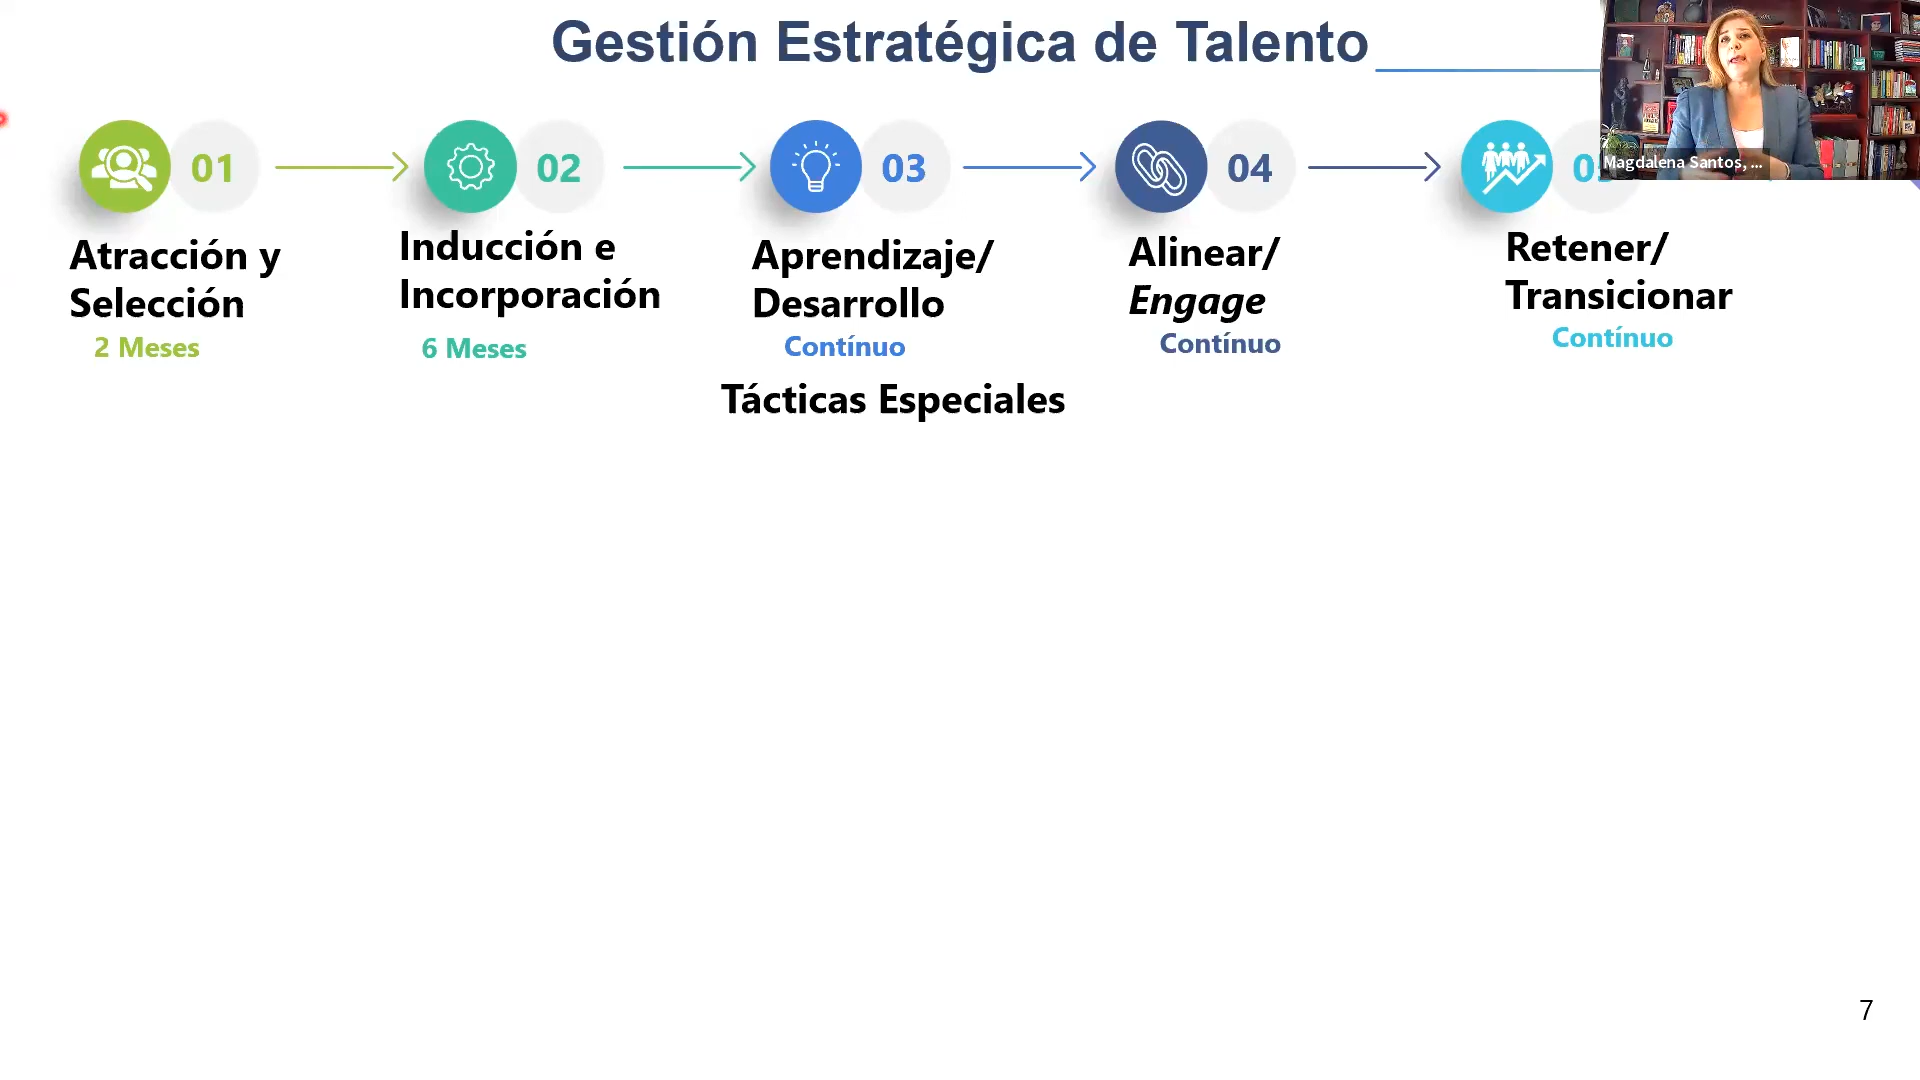 Gestión Estratégica de Talento
Magdalena Santos, ...
01
02
03
04
Atracción y
Selección
2 Meses
Inducción e
Incorporación
6 Meses
Aprendizaje/
Desarrollo
Contínuo
Alinear/
Engage
Contínuo
Retener/
Transicionar
Contínuo
Tácticas Especiales
7